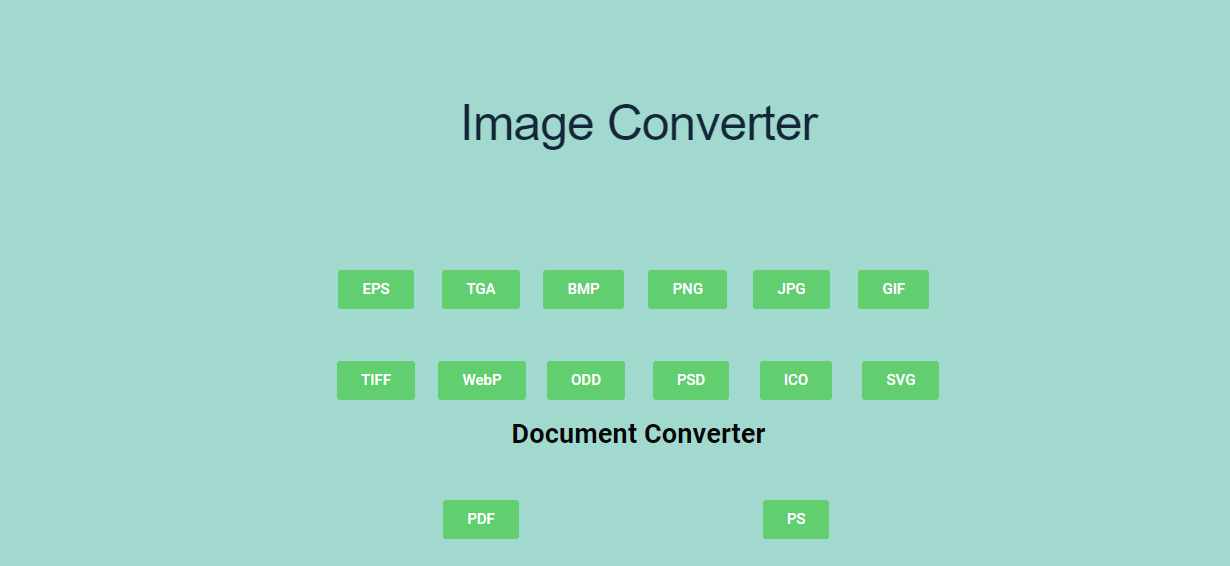 Image Converter
EPS TGA BMP PNG JPG GIF
TIFF WebP ODD PSD ICO SVG
Document Converter
PDF PS